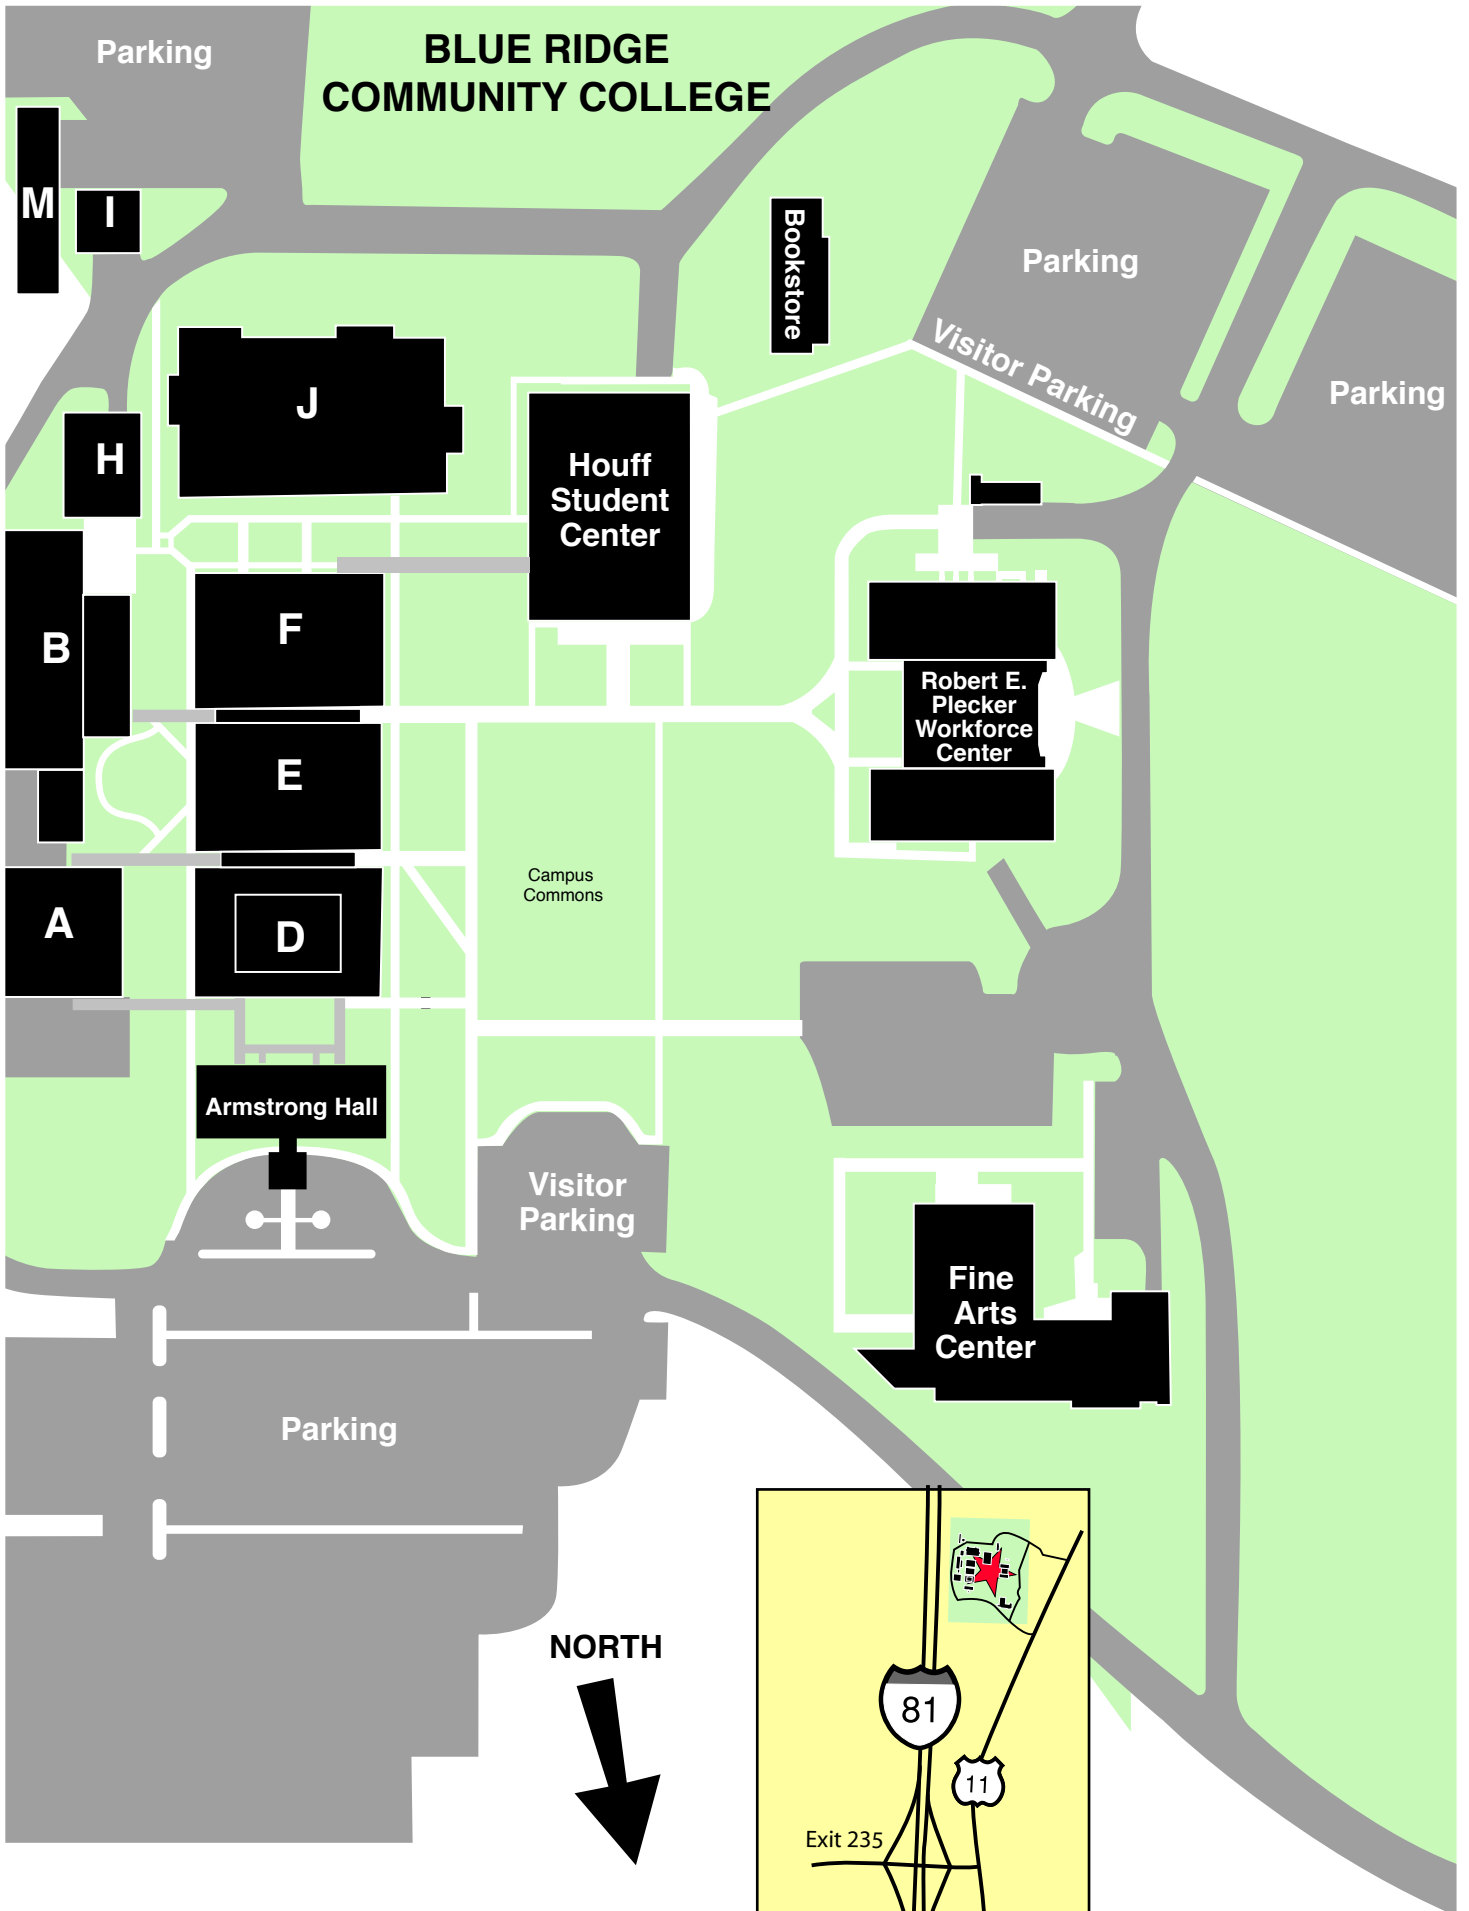 Parking
BLUE RIDGE
COMMUNITY COLLEGE
M
I
Bookstore
Parking
Visitor Parking
Parking
J
H
Houff
Student
Center
F
B
Robert E.
Plecker
Workforce
Center
E
Campus
Commons
A
D
Armstrong Hall
Visitor
Parking
Fine
Arts
Center
Parking
NORTH
81
11
Exit 235